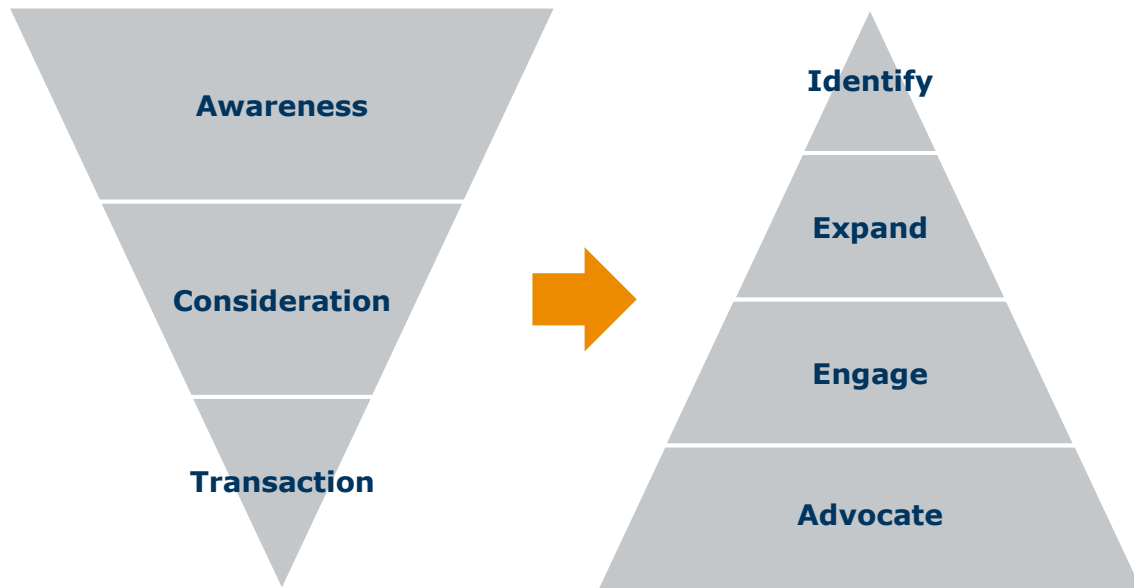 Awareness
Consideration
Transaction
Identify
Expand
Engage
Advocate